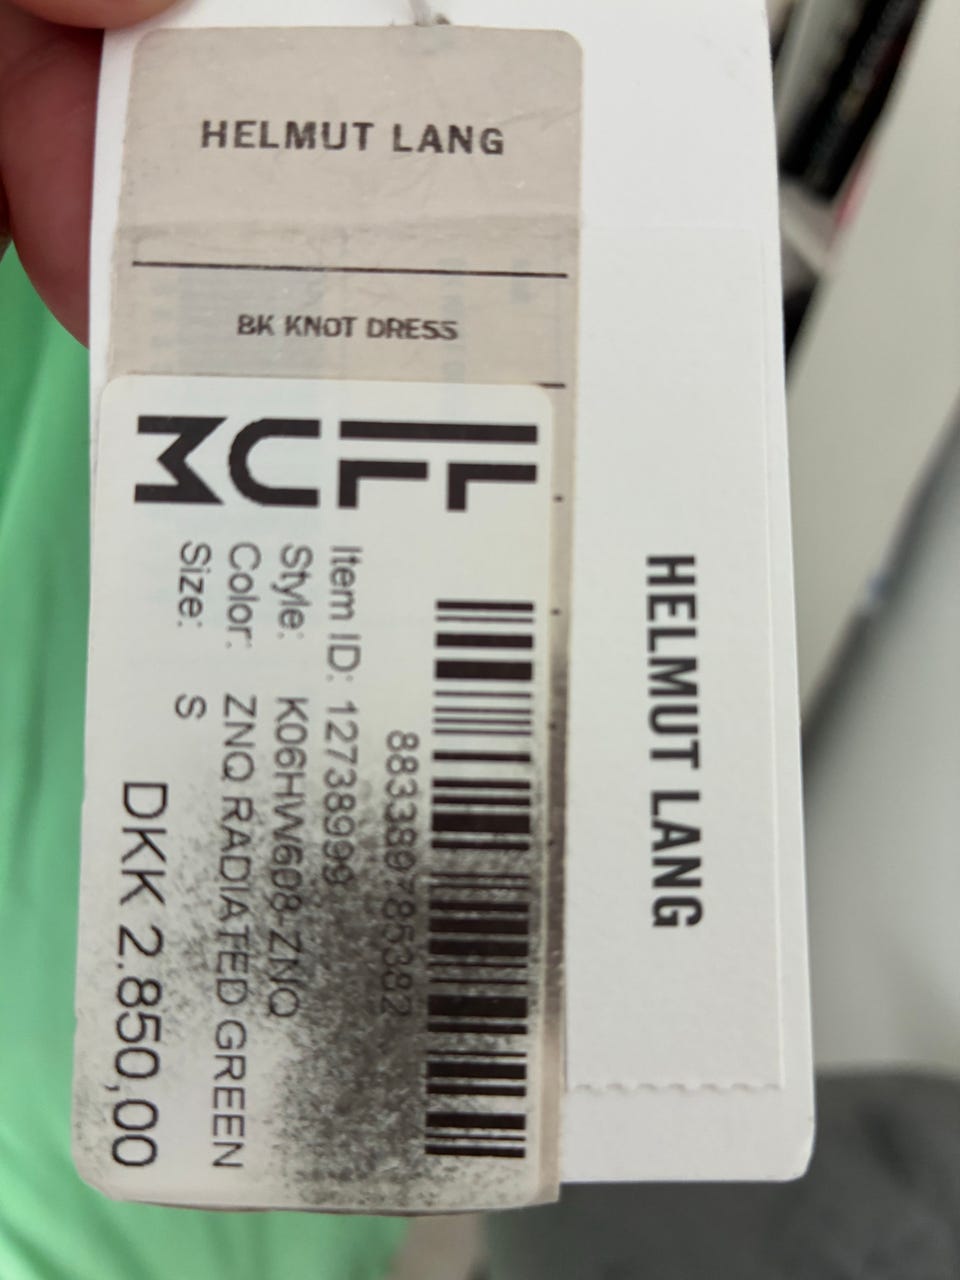 HELMUT LANG
BK KNOT DRESS
ILLUM
883389785382
Item ID: 12738999
Style: K06HW608-ZNQ
Color: ZNQ RADIATED GREEN
Size: S
DKK 2.850,00
HELMUT LANG